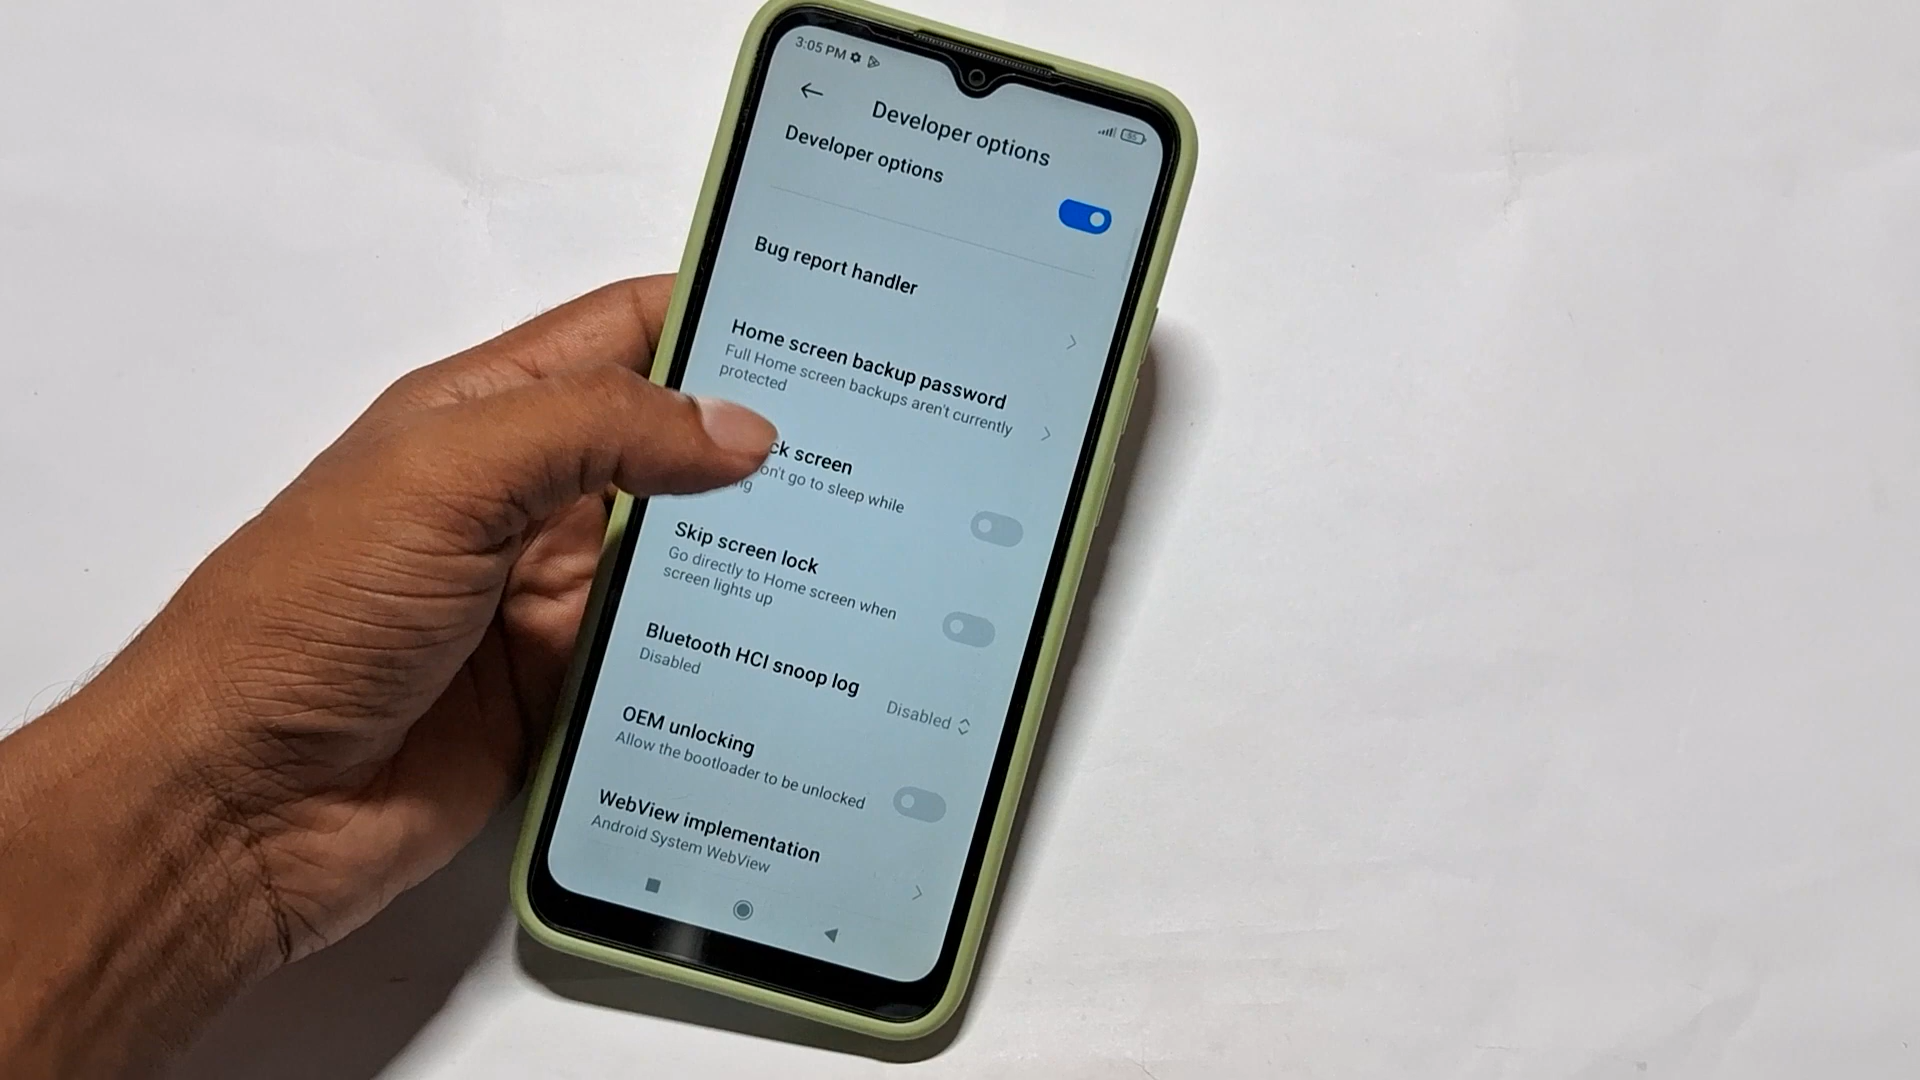 3:05 PM
55
Developer options
Developer options
Bug report handler
Home screen backup password
Full Home screen backups aren't currently
protected
ck screen
on't go to sleep while
ng
Skip screen lock
Go directly to Home screen when
screen lights up
Bluetooth HCI snoop log
Disabled
Disabled
OEM unlocking
Allow the bootloader to be unlocked
WebView implementation
Android System WebView